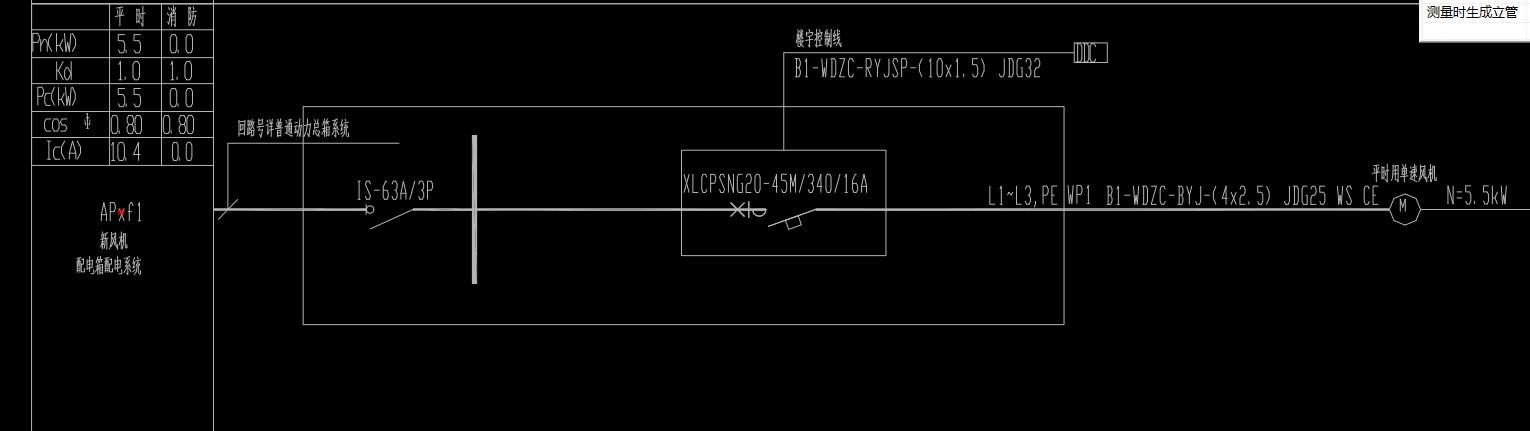 测量时生成立管
平时 消防
Pn(kW) 5.5 0.0
Kd 1.0 1.0
Pc(kW) 5.5 0.0
cos Φ 0.80 0.80
Ic(A) 10.4 0.0
APxf1
新风机
配电箱配电系统
回路号详普通动力总箱系统
IS-63A/3P
楼宇控制线
DDC
B1-WDZC-RYJSP-(10x1.5) JDG32
XLCPSNG20-45M/340/16A
L1~L3,PE WP1 B1-WDZC-BYJ-(4x2.5) JDG25 WS CE
平时用单速风机
M
N=5.5kW